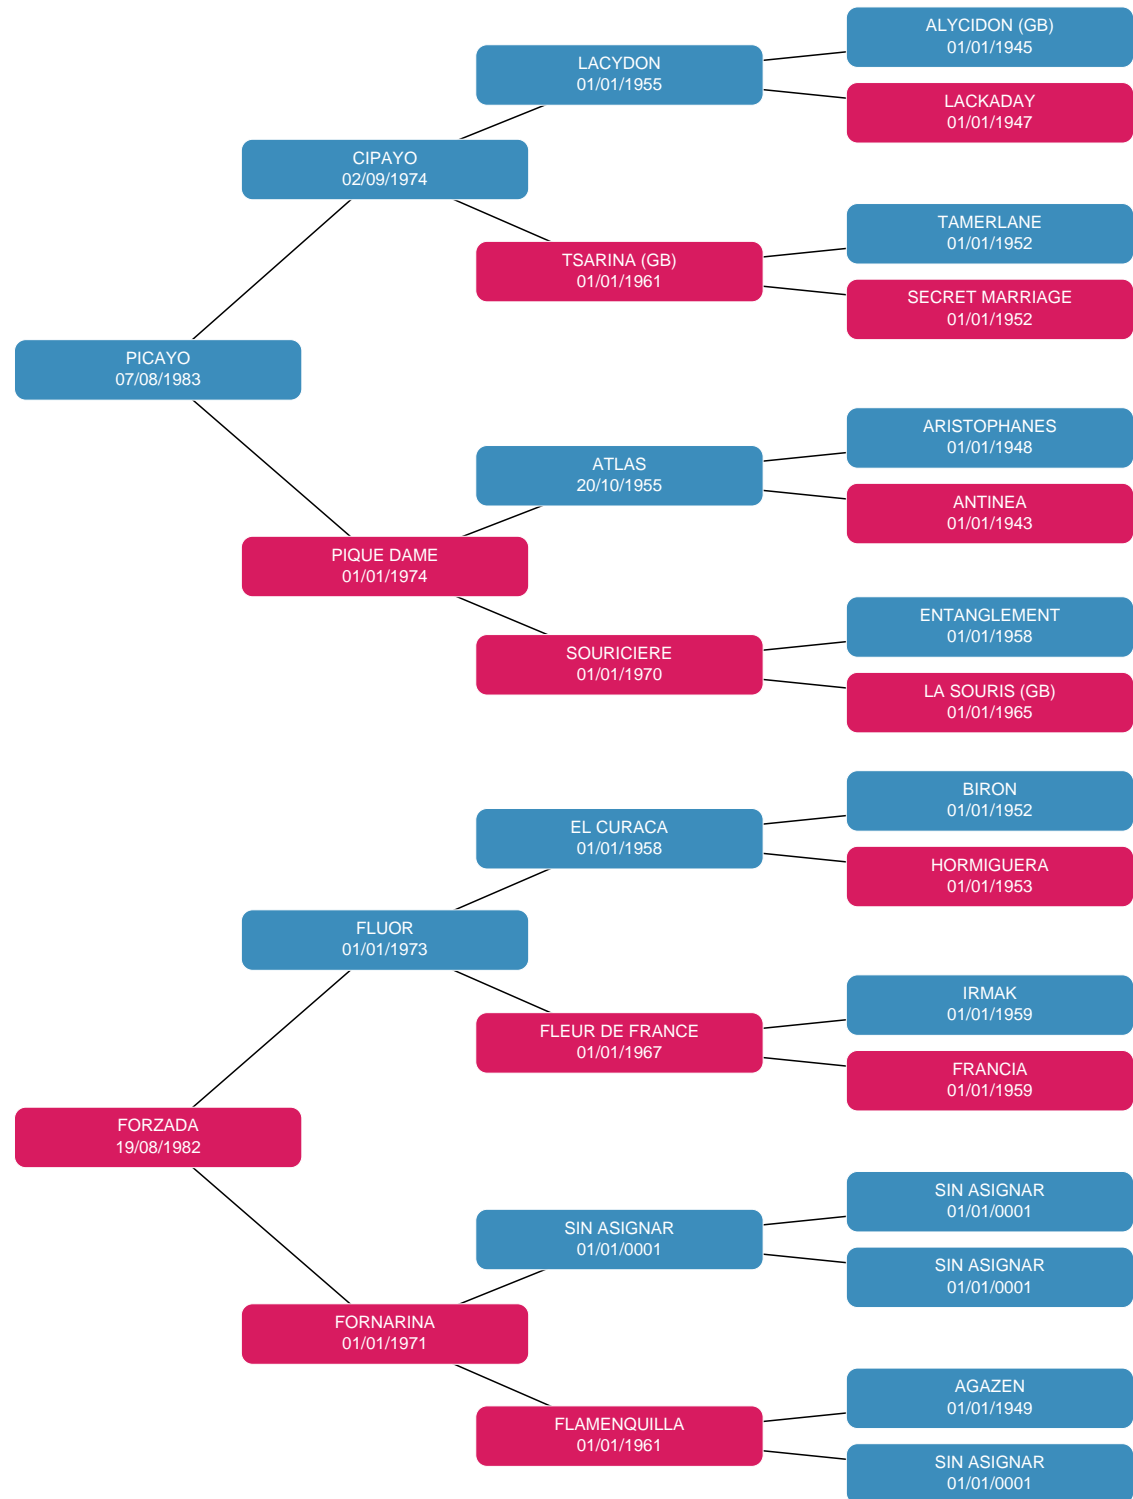 ALYCIDON (GB)
01/01/1945
LACYDON
01/01/1955
LACKADAY
01/01/1947
CIPAYO
02/09/1974
TAMERLANE
01/01/1952
TSARINA (GB)
01/01/1961
SECRET MARRIAGE
01/01/1952
PICAYO
07/08/1983
ARISTOPHANES
01/01/1948
ATLAS
20/10/1955
ANTINEA
01/01/1943
PIQUE DAME
01/01/1974
ENTANGLEMENT
01/01/1958
SOURICIERE
01/01/1970
LA SOURIS (GB)
01/01/1965
BIRON
01/01/1952
EL CURACA
01/01/1958
HORMIGUERA
01/01/1953
FLUOR
01/01/1973
IRMAK
01/01/1959
FLEUR DE FRANCE
01/01/1967
FRANCIA
01/01/1959
FORZADA
19/08/1982
SIN ASIGNAR
01/01/0001
SIN ASIGNAR
01/01/0001
SIN ASIGNAR
01/01/0001
FORNARINA
01/01/1971
AGAZEN
01/01/1949
FLAMENQUILLA
01/01/1961
SIN ASIGNAR
01/01/0001